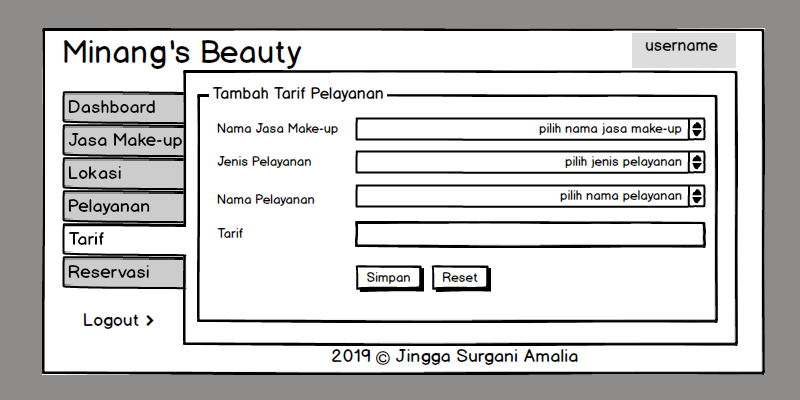 Minang's Beauty
username
Dashboard
Jasa Make-up
Lokasi
Pelayanan
Tarif
Reservasi
Logout
Tambah Tarif Pelayanan
Nama Jasa Make-up
pilih nama jasa make-up
Jenis Pelayanan
pilih jenis pelayanan
Nama Pelayanan
pilih nama pelayanan
Tarif
Simpan
Reset
2019 © Jingga Surgani Amalia